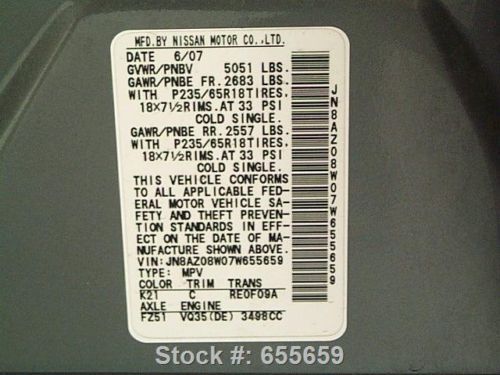 MFD.BY NISSAN MOTOR CO.,LTD.
DATE 6/07
GVWR/PNBV 5051 LBS.
GAWR/PNBE FR.2683 LBS.
WITH P235/65R18TIRES.
18X7½RIMS.AT 33 PSI
COLD SINGLE.
GAWR/PNBE RR.2557 LBS.
WITH P235/65R18TIRES.
18X7½RIMS.AT 33 PSI
COLD SINGLE.
THIS VEHICLE CONFORMS
TO ALL APPLICABLE FED-
ERAL MOTOR VEHICLE SA-
FETY AND THEFT PREVEN-
TION STANDARDS IN EFF-
ECT ON THE DATE OF MA-
NUFACTURE SHOWN ABOVE.
VIN:JN8AZ08W07W655659
TYPE: MPV
COLOR TRIM TRANS
K21 C RE0F09A
AXLE ENGINE
FZ51 VQ35(DE) 3498CC
JN8AZ08W07W655659
Stock #: 655659